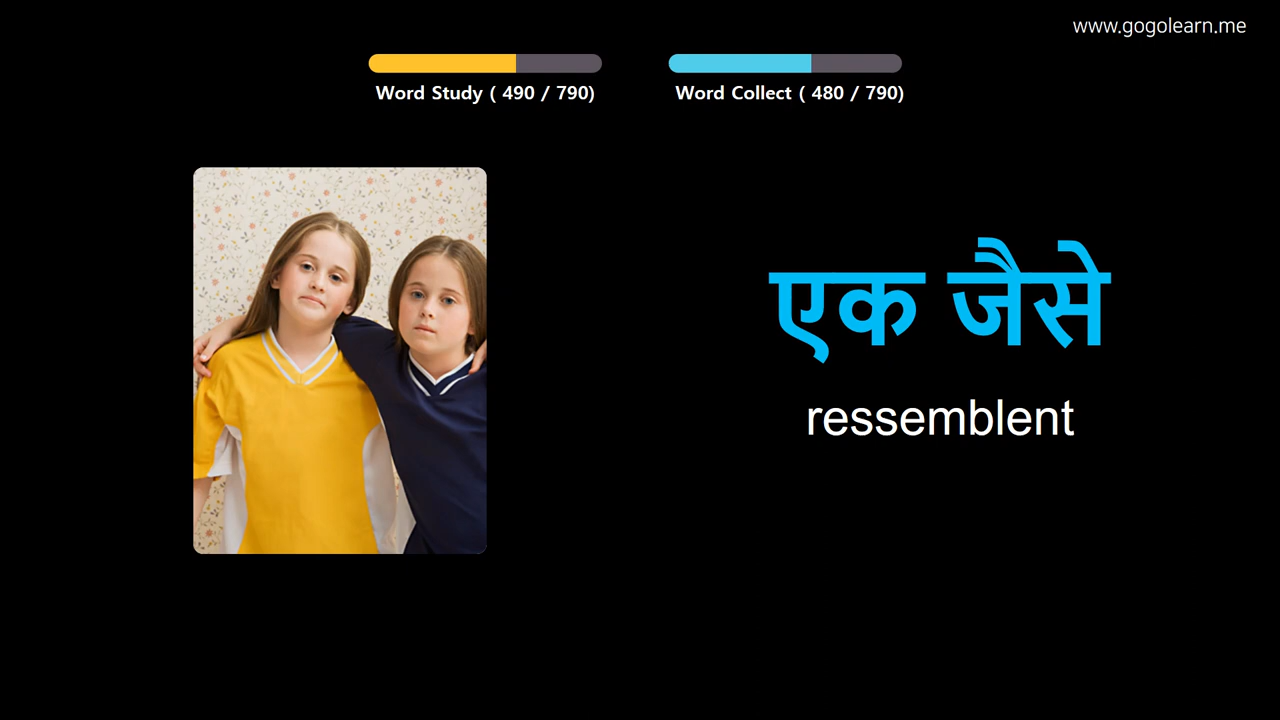 www.gogolearn.me
Word Study ( 490 / 790)
Word Collect ( 480 / 790)
एक जैसे
ressemblent